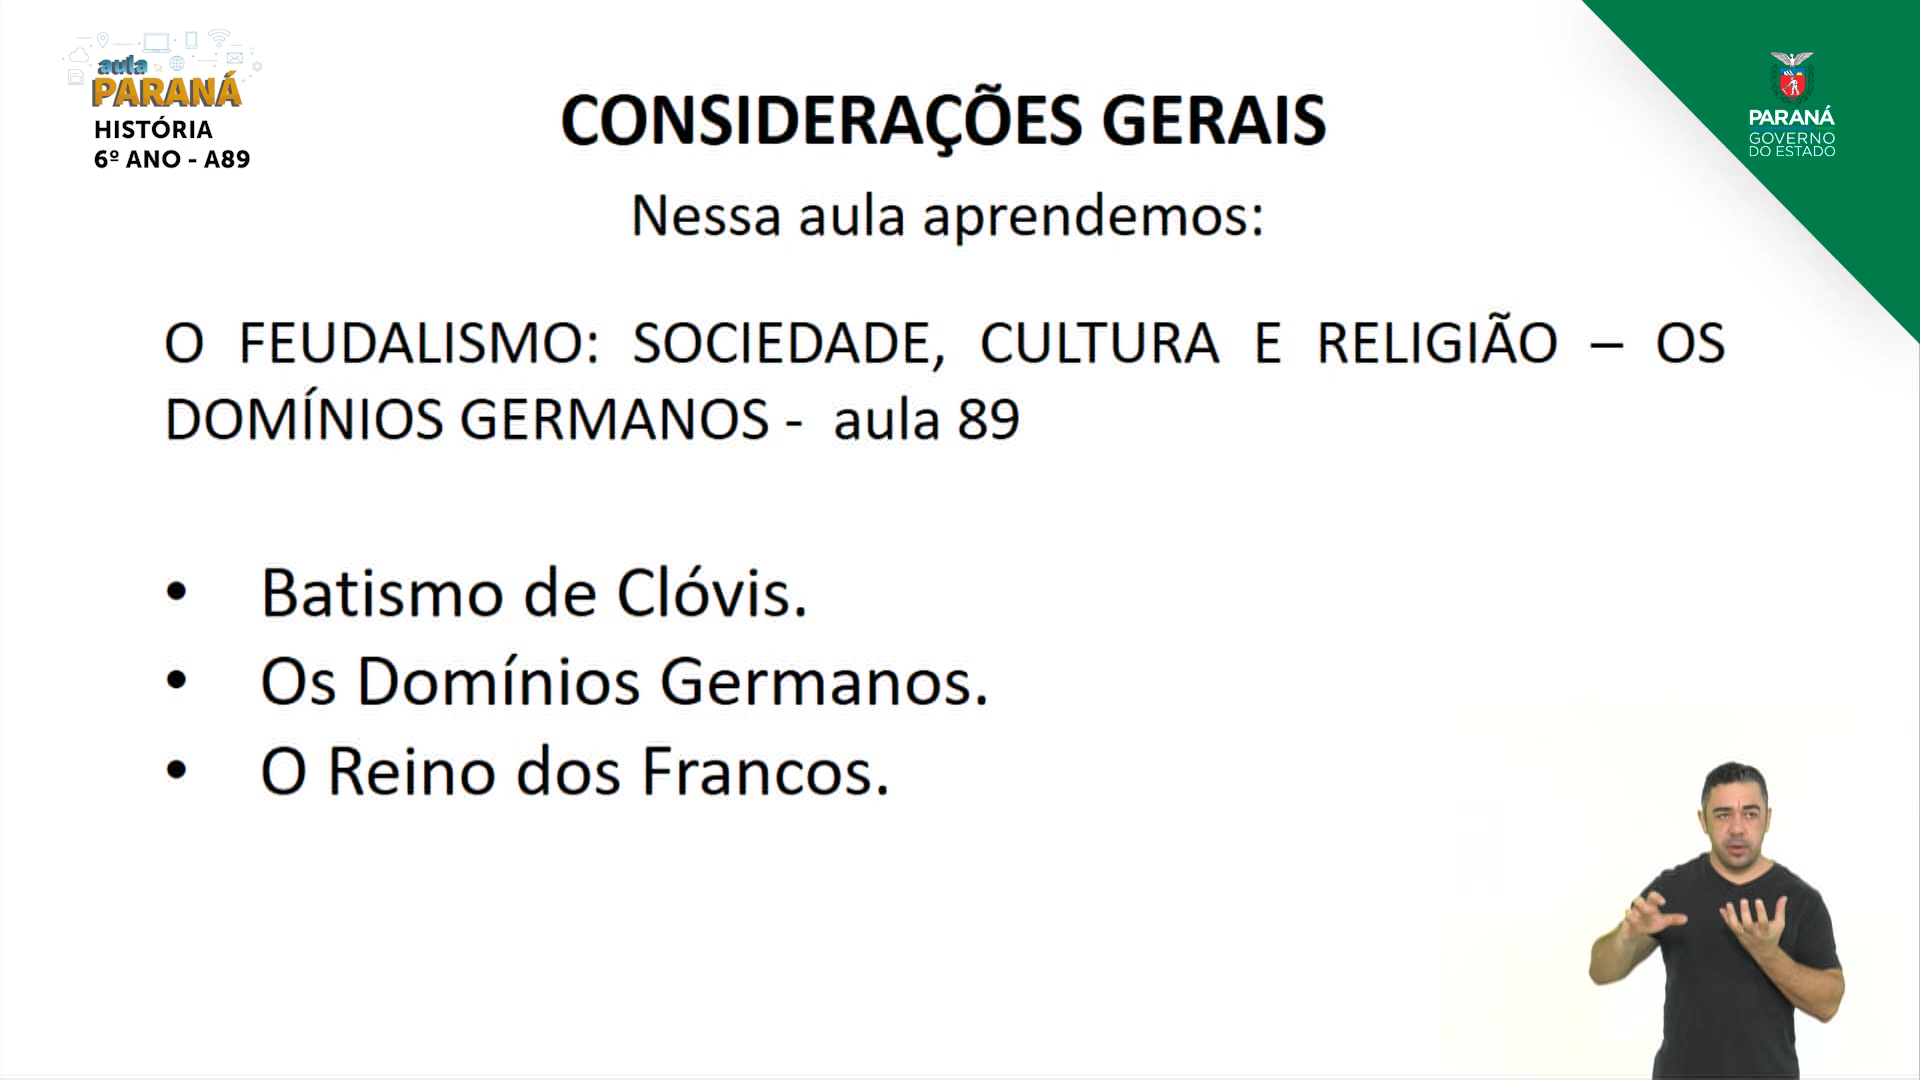 aula
PARANÁ
HISTÓRIA
6º ANO - A89
PARANÁ
GOVERNO
DO ESTADO
CONSIDERAÇÕES GERAIS
Nessa aula aprendemos:
O FEUDALISMO: SOCIEDADE, CULTURA E RELIGIÃO – OS
DOMÍNIOS GERMANOS - aula 89
• Batismo de Clóvis.
• Os Domínios Germanos.
• O Reino dos Francos.